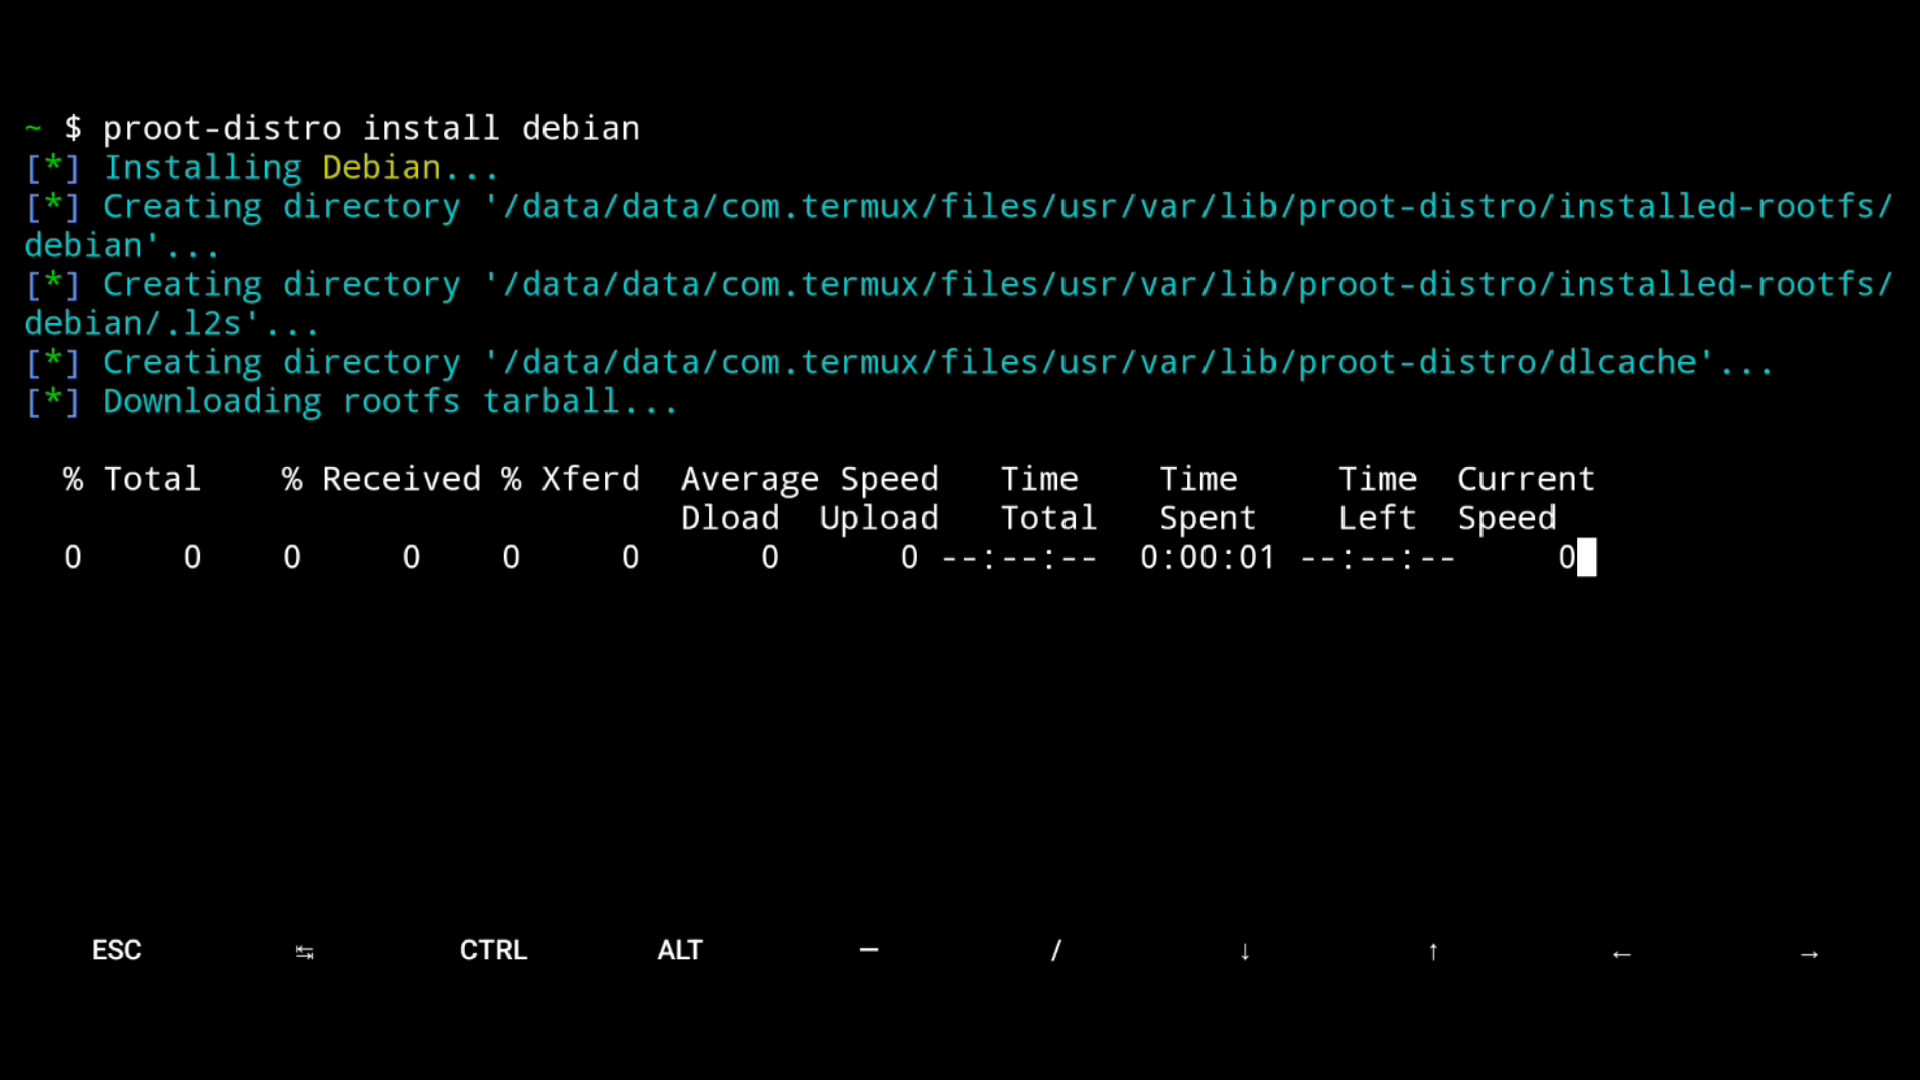 ~ $ proot-distro install debian
[*] Installing Debian...
[*] Creating directory '/data/data/com.termux/files/usr/var/lib/proot-distro/installed-rootfs/
debian'...
[*] Creating directory '/data/data/com.termux/files/usr/var/lib/proot-distro/installed-rootfs/
debian/.l2s'...
[*] Creating directory '/data/data/com.termux/files/usr/var/lib/proot-distro/dlcache'...
[*] Downloading rootfs tarball...
  % Total    % Received % Xferd  Average Speed   Time    Time     Time  Current
                                 Dload  Upload   Total   Spent    Left  Speed
  0     0    0     0    0     0      0      0 --:--:--  0:00:01 --:--:--     0
ESC ↹ CTRL ALT — / ↓ ↑ ← →